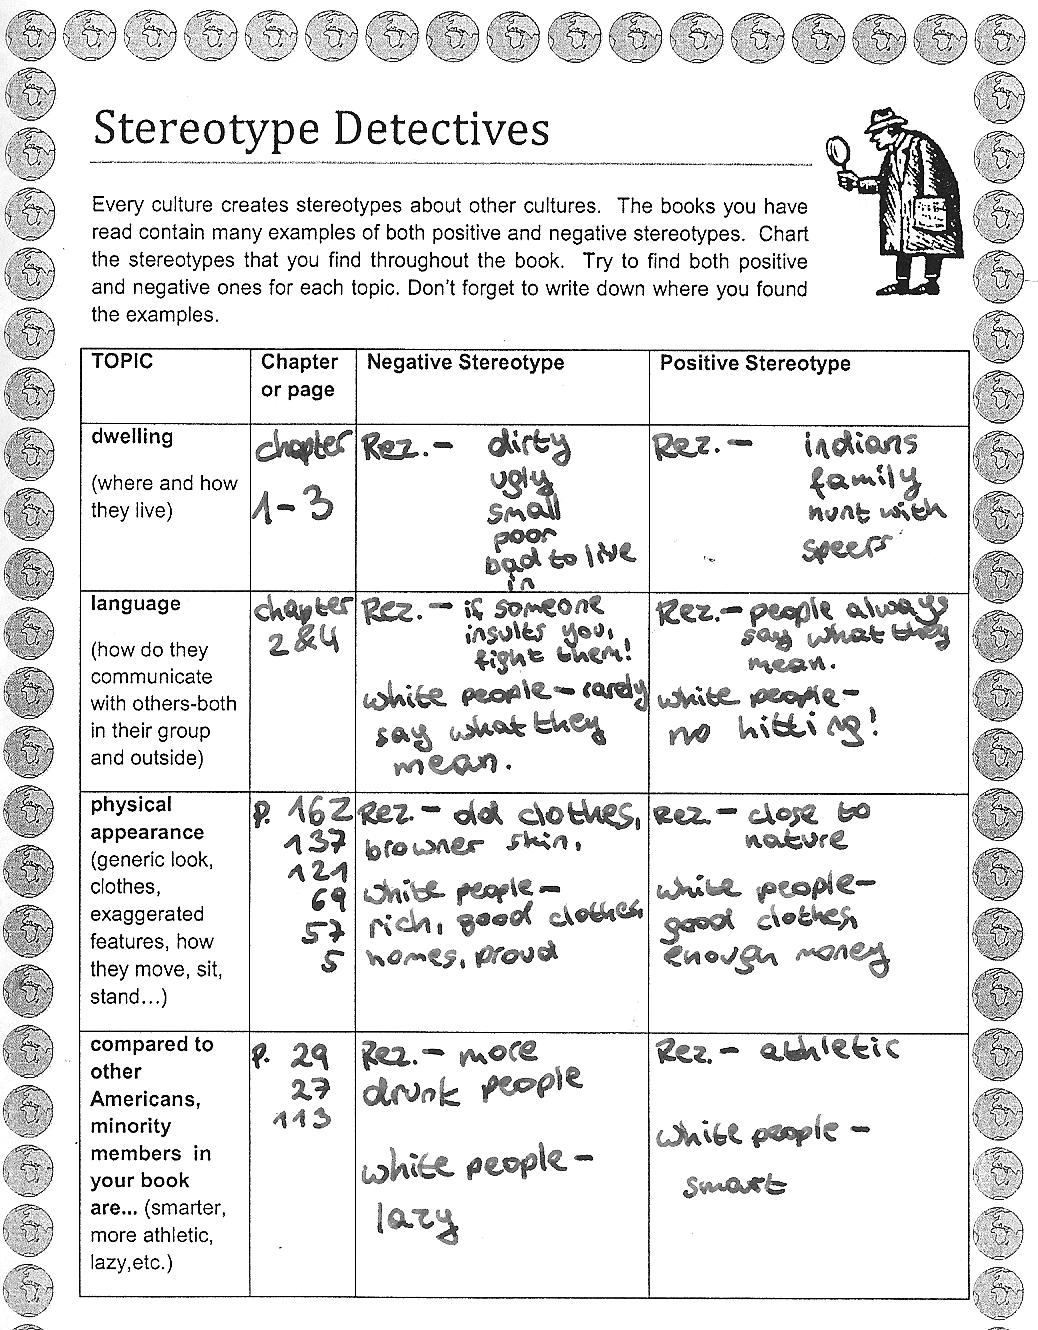 Stereotype Detectives
Every culture creates stereotypes about other cultures. The books you have
read contain many examples of both positive and negative stereotypes. Chart
the stereotypes that you find throughout the book. Try to find both positive
and negative ones for each topic. Don't forget to write down where you found
the examples.
TOPIC
Chapter
or page
Negative Stereotype
Positive Stereotype
dwelling
(where and how
they live)
chapter
1-3
Rez.- dirty
ugly
small
poor
bad to live
in
Rez.- indians
family
hunt with
speers
language
(how do they
communicate
with others-both
in their group
and outside)
chapter
2&4
Rez.- if someone
insults you,
fight them!
white people- rarely
say what they
mean.
Rez.- people always
say what they
mean.
white people-
no hitting!
physical
appearance
(generic look,
clothes,
exaggerated
features, how
they move, sit,
stand...)
p. 162
137
121
69
57
5
Rez.- old clothes,
browner skin,
white people-
rich, good clothes,
homes, proud
Rez.- close to
nature
white people-
good clothes,
enough money
compared to
other
Americans,
minority
members in
your book
are... (smarter,
more athletic,
lazy,etc.)
p. 29
27
113
Rez.- more
drunk people
white people-
lazy
Rez.- athletic
white people-
smart